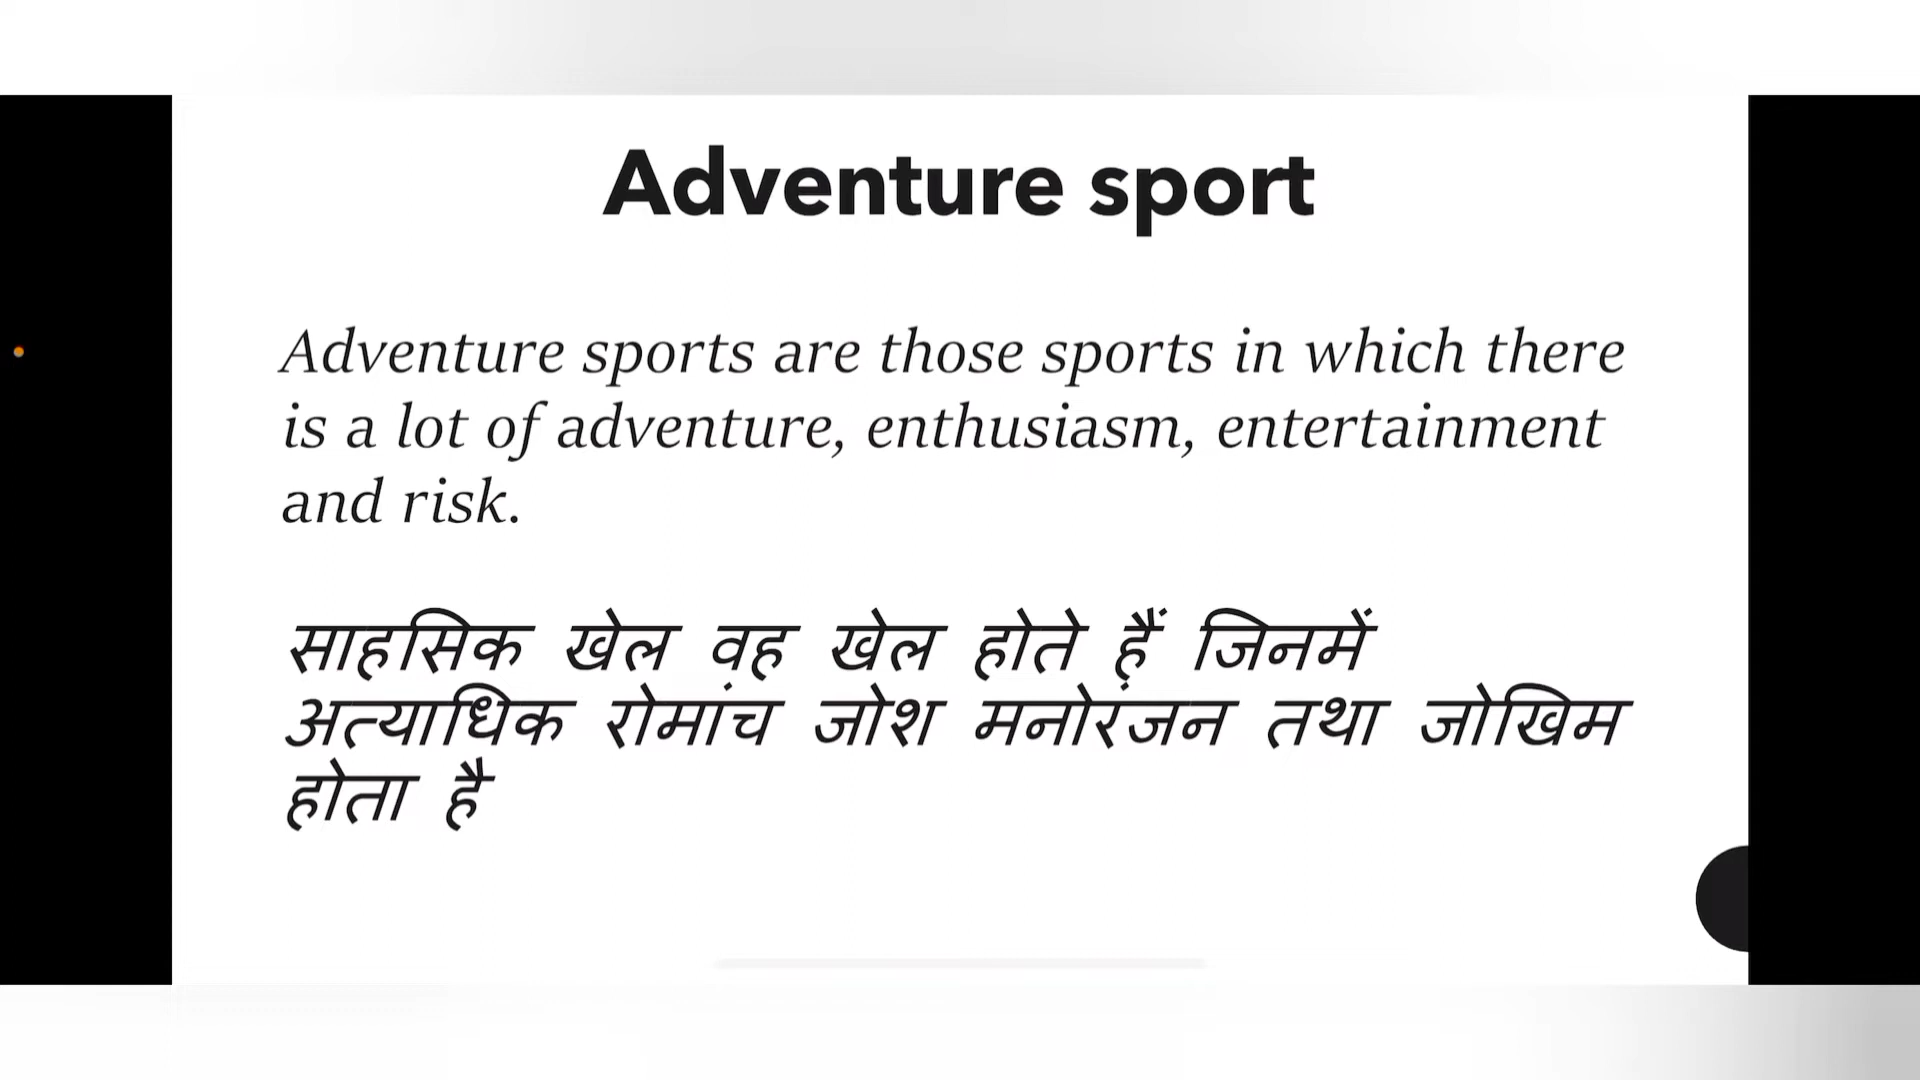 Adventure sport
Adventure sports are those sports in which there
is a lot of adventure, enthusiasm, entertainment
and risk.
साहसिक खेल वह खेल होते हैं जिनमें
अत्याधिक रोमांच जोश मनोरंजन तथा जोखिम
होता है